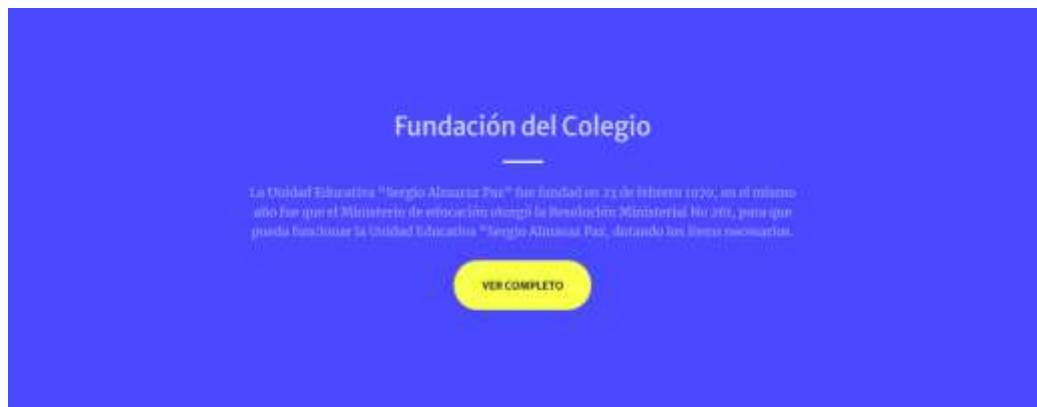 Fundación del Colegio
La Unidad Educativa "Sergio Almaraz Paz" fue fundad en 23 de febrero 1970, en el mismo
año fue que el Ministerio de educación otorgó la Resolución Ministerial No 261, para que
pueda funcionar la Unidad Educativa "Sergio Almaraz Paz, dotando los ítems necesarios.
VER COMPLETO